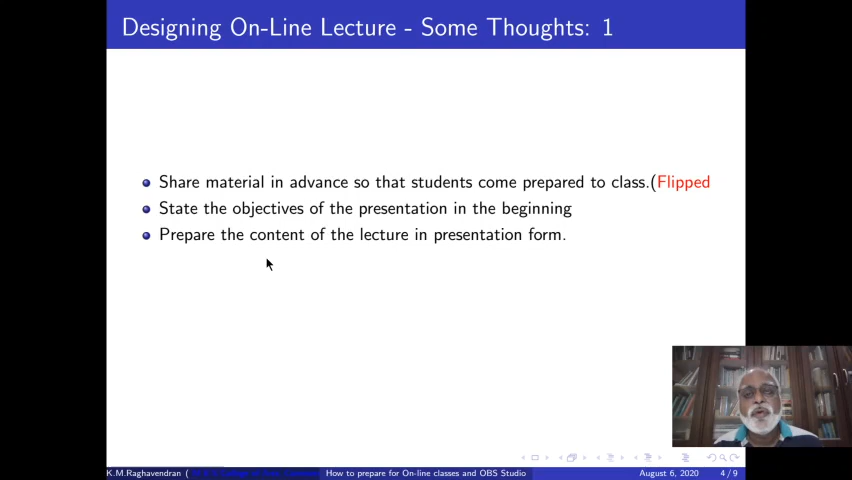 Designing On-Line Lecture - Some Thoughts: 1
Share material in advance so that students come prepared to class.(Flipped
State the objectives of the presentation in the beginning
Prepare the content of the lecture in presentation form.
K.M.Raghavendran (
How to prepare for On-line classes and OBS Studio
August 6, 2020
4 / 9